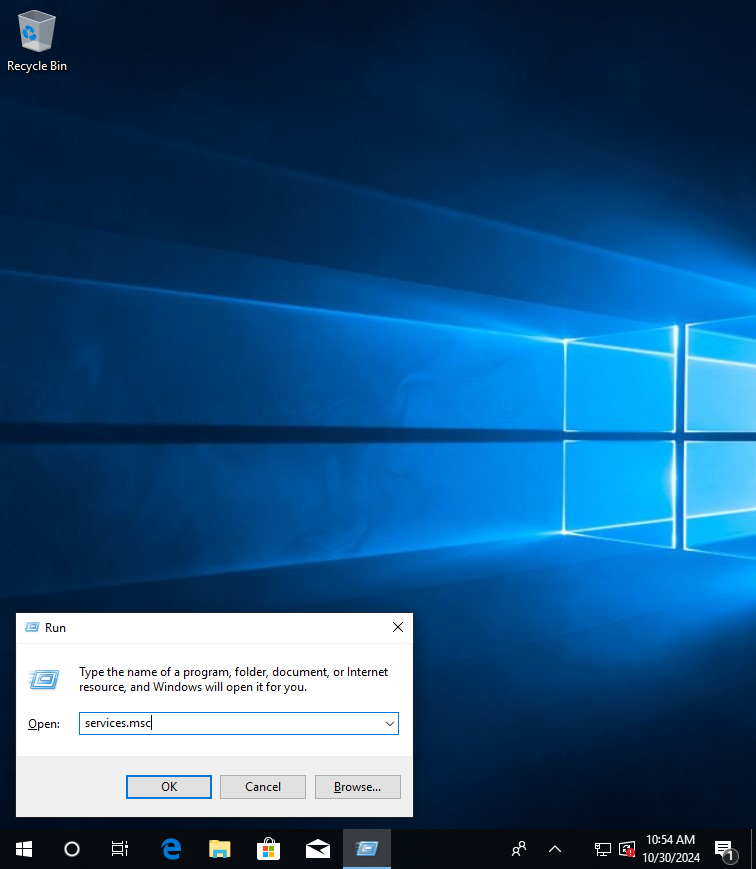 Recycle Bin
Run
Type the name of a program, folder, document, or Internet
resource, and Windows will open it for you.
Open: services.msc
OK Cancel Browse...
10:54 AM
10/30/2024
1